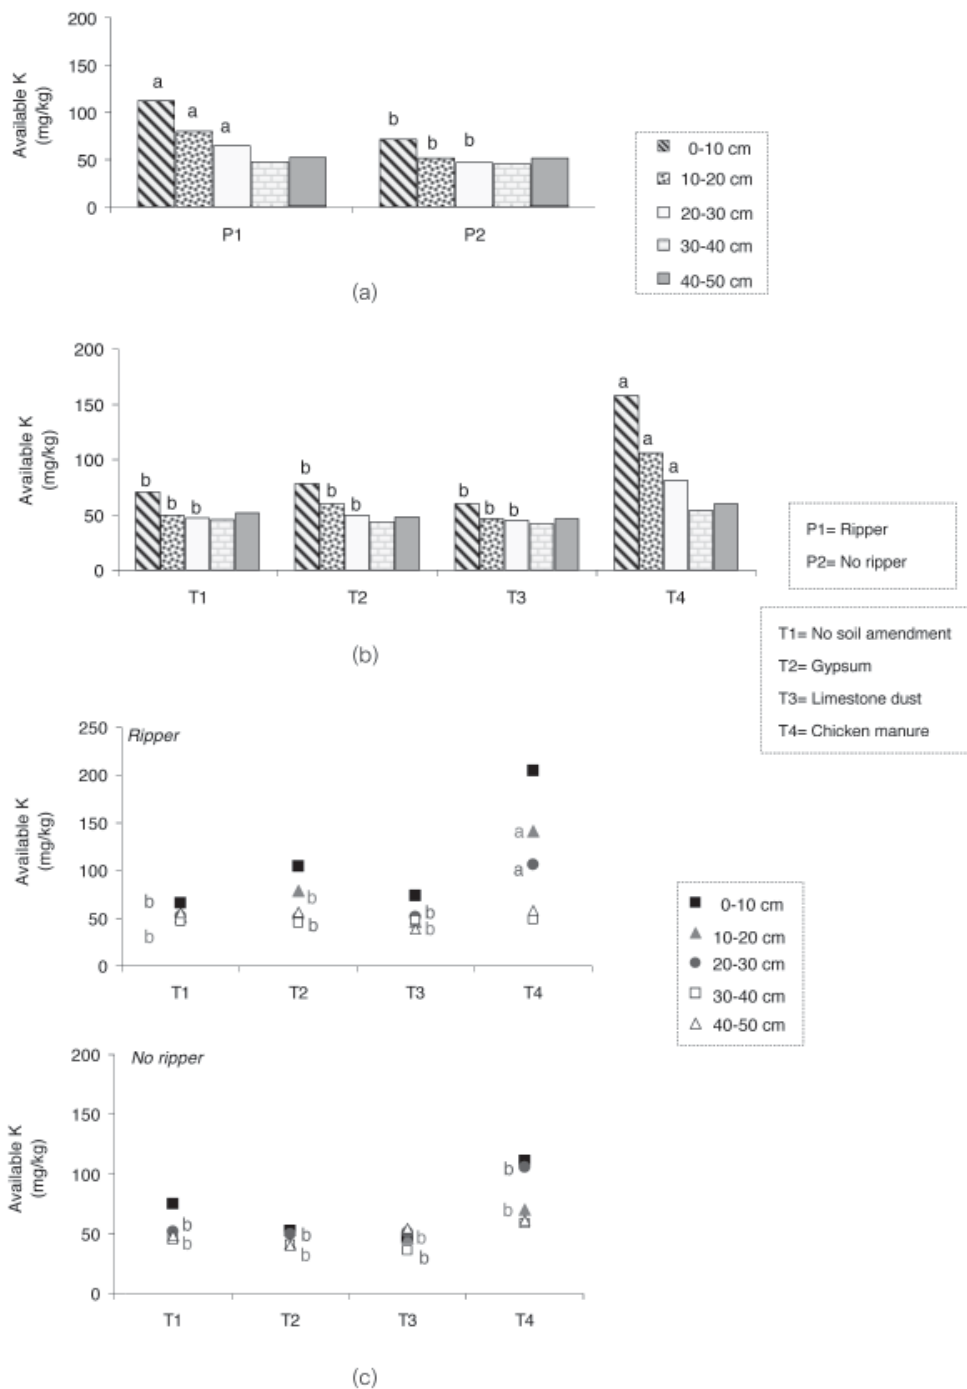 200
150
100
50
0
Available K
(mg/kg)
a
a
a
b
b
b
P1
P2
(a)
0-10 cm
10-20 cm
20-30 cm
30-40 cm
40-50 cm
200
150
100
50
0
Available K
(mg/kg)
b
b
b
b
b
b
b
b
b
a
a
a
T1
T2
T3
T4
(b)
P1= Ripper
P2= No ripper
T1= No soil amendment
T2= Gypsum
T3= Limestone dust
T4= Chicken manure
250
200
150
100
50
0
Available K
(mg/kg)
Ripper
b
b
b
b
b
b
a
a
T1
T2
T3
T4
0-10 cm
10-20 cm
20-30 cm
30-40 cm
40-50 cm
200
150
100
50
0
Available K
(mg/kg)
No ripper
b
b
b
b
b
b
b
b
T1
T2
T3
T4
(c)